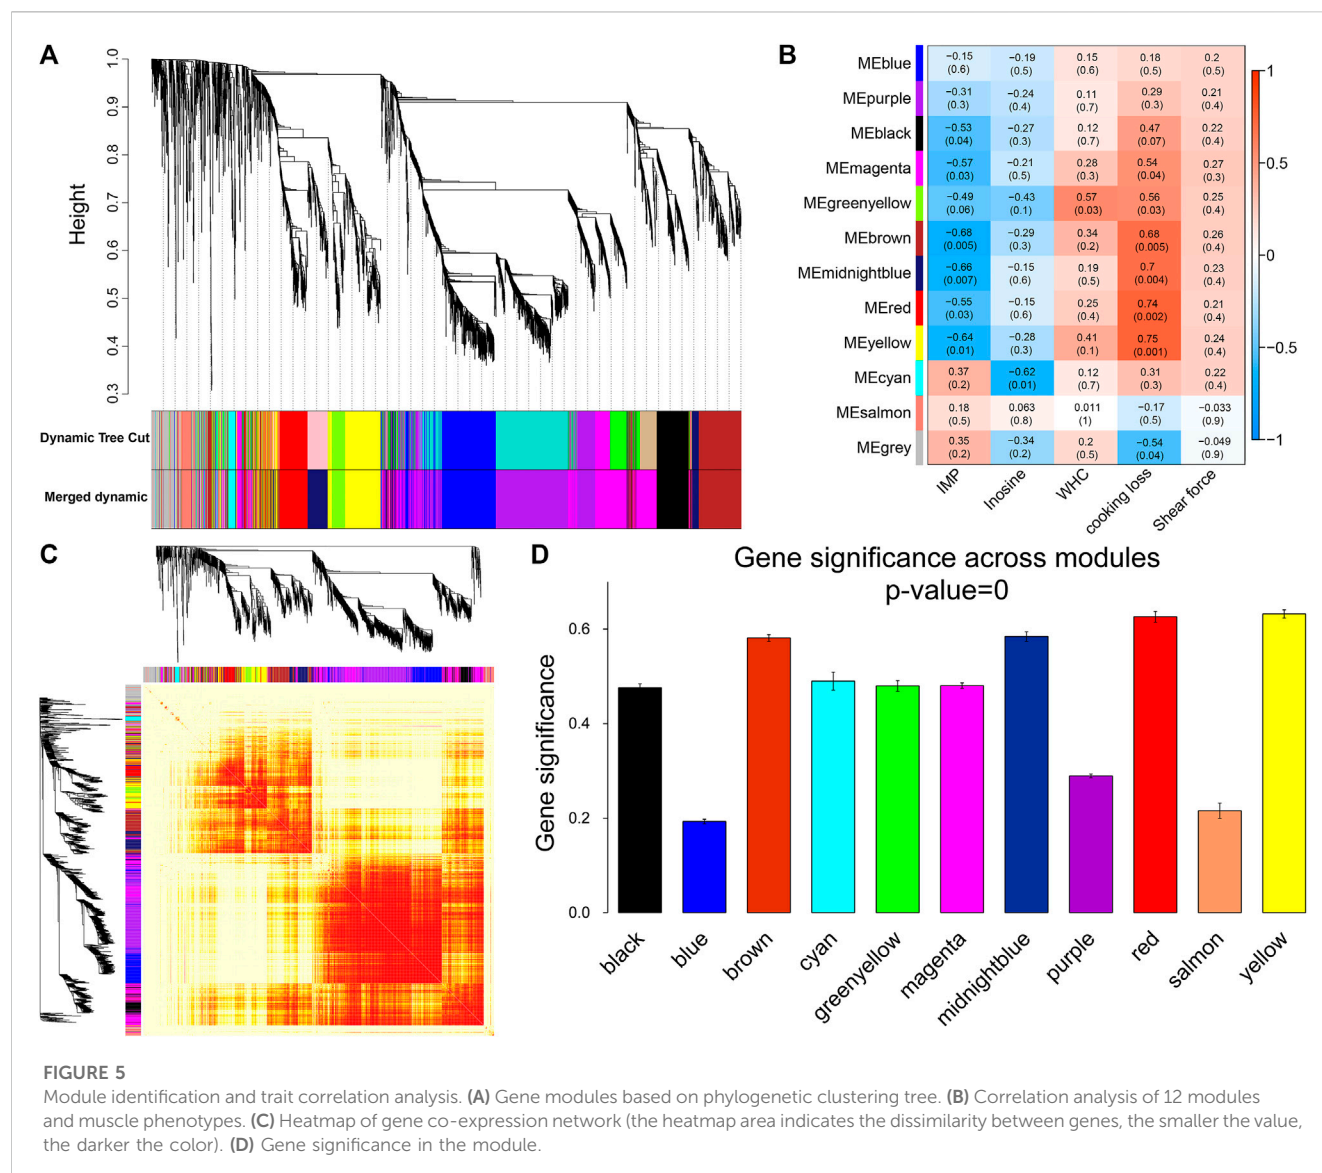 A
Height
1.0
0.9
0.8
0.7
0.6
0.5
0.4
0.3
Dynamic Tree Cut
Merged dynamic
B
MEblue −0.15 −0.19 0.15 0.18 0.2
(0.6) (0.5) (0.6) (0.5) (0.5)
MEpurple −0.31 −0.24 0.11 0.29 0.21
(0.3) (0.4) (0.7) (0.3) (0.4)
MEblack −0.53 −0.27 0.12 0.47 0.22
(0.04) (0.3) (0.7) (0.07) (0.4)
MEmagenta −0.57 −0.21 0.28 0.54 0.27
(0.03) (0.5) (0.3) (0.04) (0.3)
MEgreenyellow −0.49 −0.43 0.57 0.56 0.25
(0.06) (0.1) (0.03) (0.03) (0.4)
MEbrown −0.68 −0.29 0.34 0.68 0.26
(0.005) (0.3) (0.2) (0.005) (0.4)
MEmidnightblue −0.66 −0.15 0.19 0.7 0.23
(0.007) (0.6) (0.5) (0.004) (0.4)
MEred −0.55 −0.15 0.25 0.74 0.21
(0.03) (0.6) (0.4) (0.002) (0.4)
MEyellow −0.64 −0.28 0.41 0.75 0.24
(0.01) (0.3) (0.1) (0.001) (0.4)
MEcyan 0.37 −0.62 0.12 0.31 0.22
(0.2) (0.01) (0.7) (0.3) (0.4)
MEsalmon 0.18 0.063 0.011 −0.17 −0.033
(0.5) (0.8) (1) (0.5) (0.9)
MEgrey 0.35 −0.34 0.2 −0.54 −0.049
(0.2) (0.2) (0.5) (0.04) (0.9)
IMP Inosine WHC cooking loss Shear force
1
0.5
0
−0.5
−1
C
D
Gene significance across modules
p-value=0
Gene significance
0.6
0.4
0.2
0.0
black blue brown cyan greenyellow magenta midnightblue purple red salmon yellow
FIGURE 5
Module identification and trait correlation analysis. (A) Gene modules based on phylogenetic clustering tree. (B) Correlation analysis of 12 modules
and muscle phenotypes. (C) Heatmap of gene co-expression network (the heatmap area indicates the dissimilarity between genes, the smaller the value,
the darker the color). (D) Gene significance in the module.